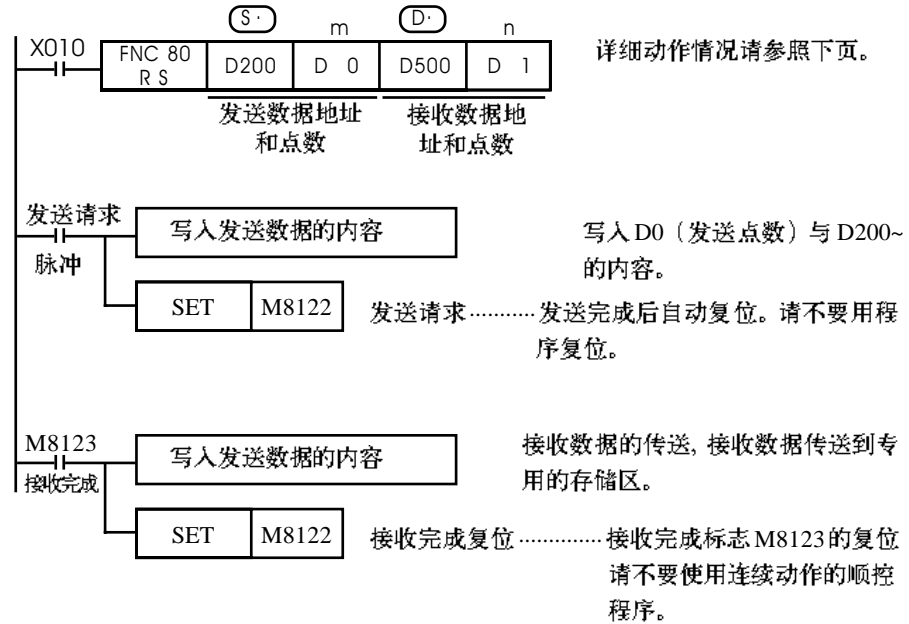 S· m D· n
X010 FNC 80 RS D200 D 0 D500 D 1 详细动作情况请参照下页。
发送数据地址
和点数
接收数据地
址和点数
发送请求
脉冲
写入发送数据的内容
写入D0（发送点数）与D200~
的内容。
SET M8122 发送请求···········发送完成后自动复位。请不要用程
序复位。
M8123
接收完成
写入发送数据的内容
接收数据的传送, 接收数据传送到专
用的存储区。
SET M8122 接收完成复位··············接收完成标志M8123的复位
请不要使用连续动作的顺控
程序。